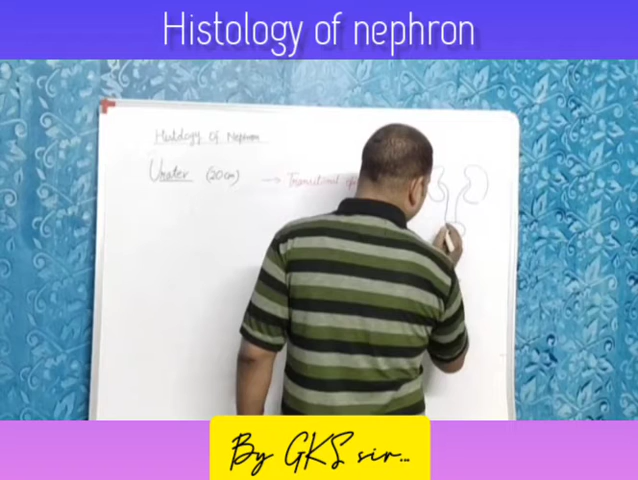 Histology of nephron
Histology Of Nephron
Ureter (20cm) → Transitional
By GKS sir...